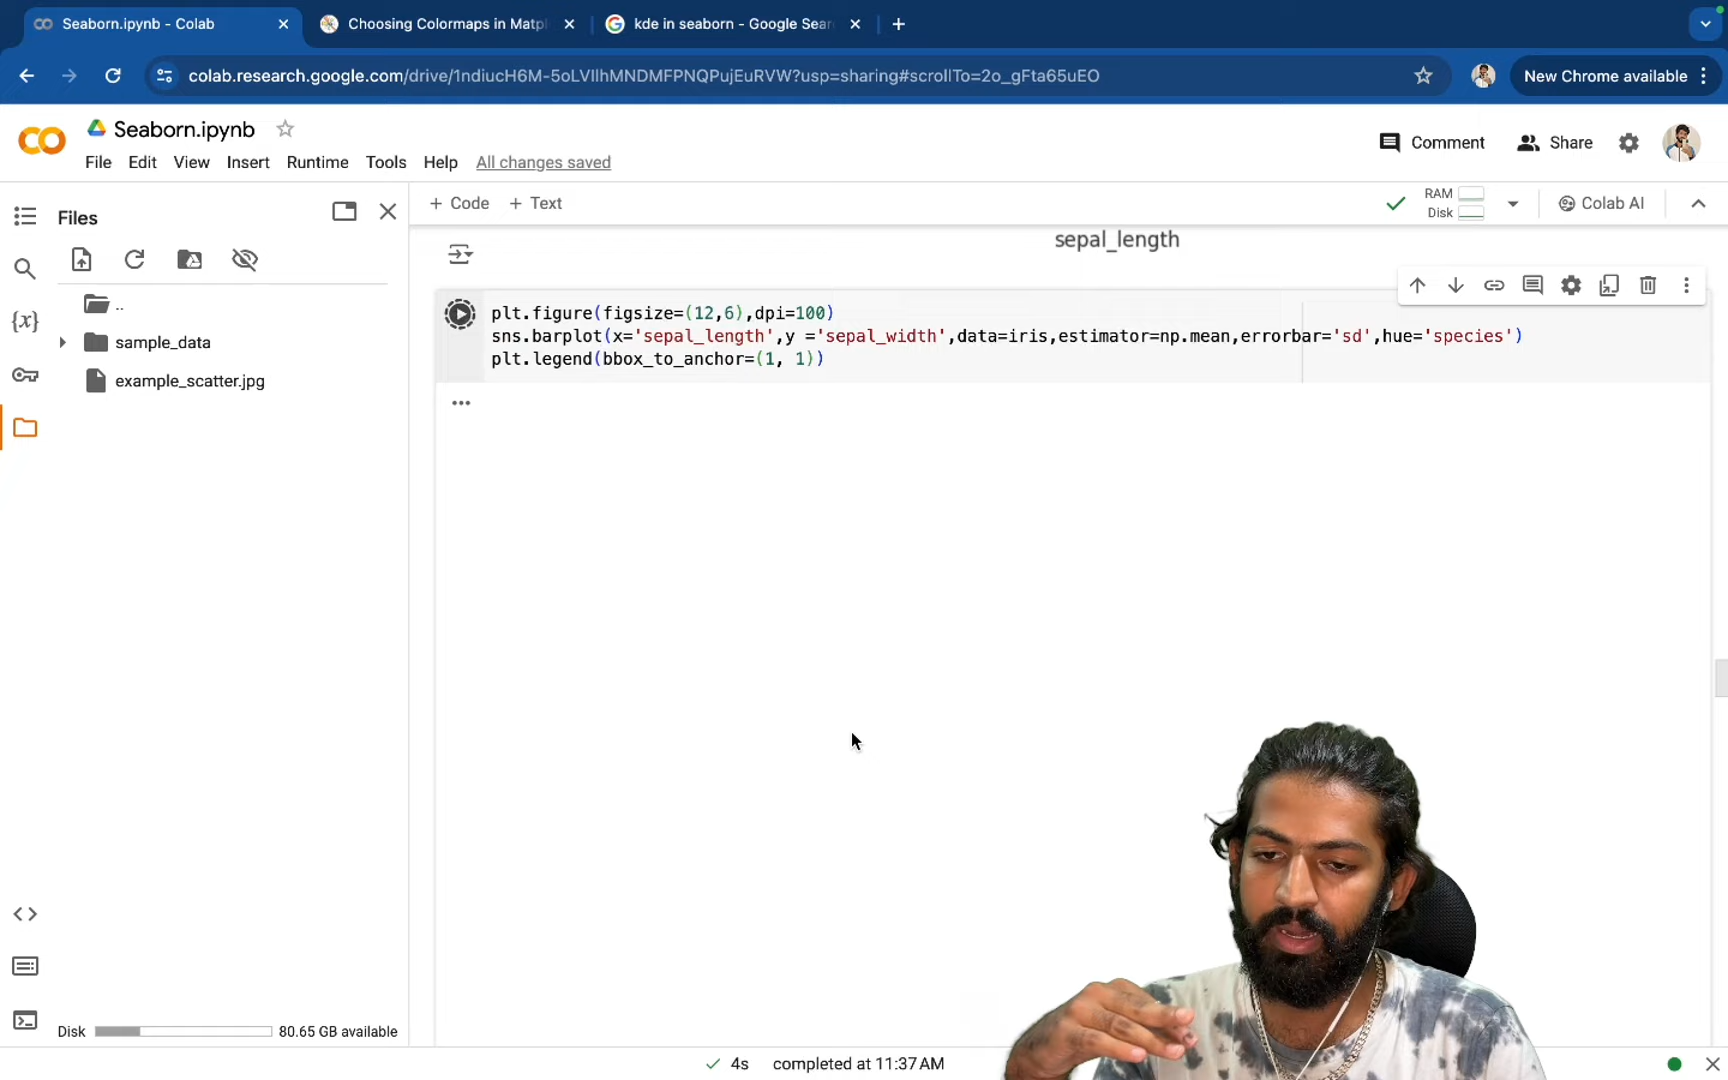 Seaborn.ipynb - Colab
Choosing Colormaps in Matpl
kde in seaborn - Google Sear
colab.research.google.com/drive/1ndiucH6M-5oLVIlhMNDMFPNQPujEuRVW?usp=sharing#scrollTo=2o_gFta65uEO
New Chrome available
CO
Seaborn.ipynb
File Edit View Insert Runtime Tools Help All changes saved
Comment
Share
Files
+ Code + Text
RAM
Disk
Colab AI
sepal_length
..
{x}
sample_data
example_scatter.jpg
plt.figure(figsize=(12,6),dpi=100)
sns.barplot(x='sepal_length',y ='sepal_width',data=iris,estimator=np.mean,errorbar='sd',hue='species')
plt.legend(bbox_to_anchor=(1, 1))
Disk
80.65 GB available
4s completed at 11:37 AM